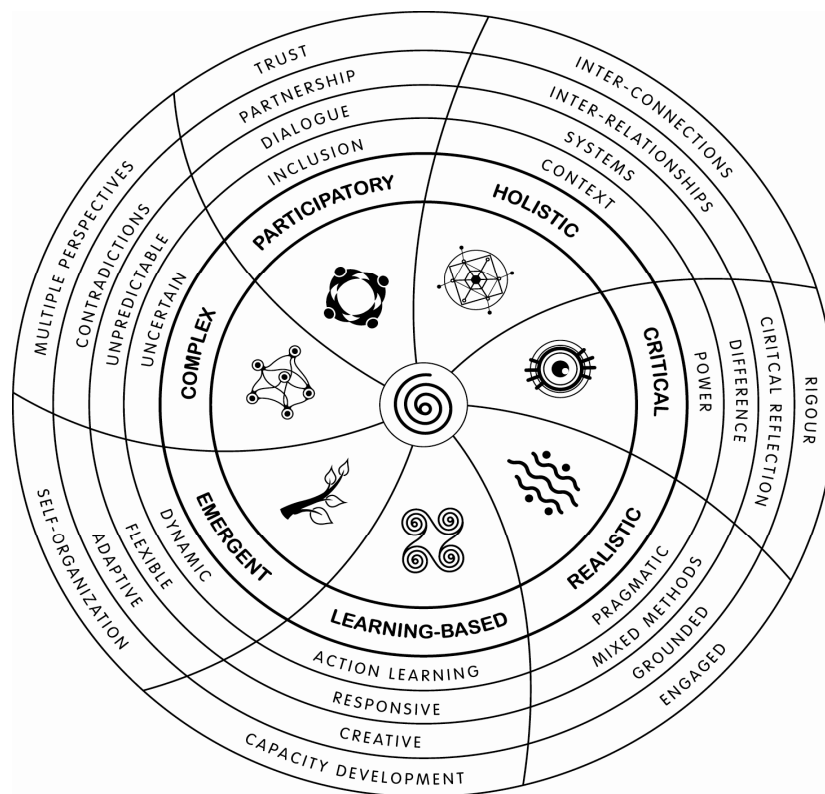 TRUST
PARTNERSHIP
DIALOGUE
INCLUSION
PARTICIPATORY
INTER-CONNECTIONS
INTER-RELATIONSHIPS
SYSTEMS
CONTEXT
HOLISTIC
RIGOUR
CIRITCAL REFLECTION
DIFFERENCE
POWER
CRITICAL
REALISTIC
PRAGMATIC
MIXED METHODS
GROUNDED
ENGAGED
LEARNING-BASED
ACTION LEARNING
RESPONSIVE
CREATIVE
CAPACITY DEVELOPMENT
EMERGENT
DYNAMIC
FLEXIBLE
ADAPTIVE
SELF-ORGANIZATION
MULTIPLE PERSPECTIVES
CONTRADICTIONS
UNPREDICTABLE
UNCERTAIN
COMPLEX